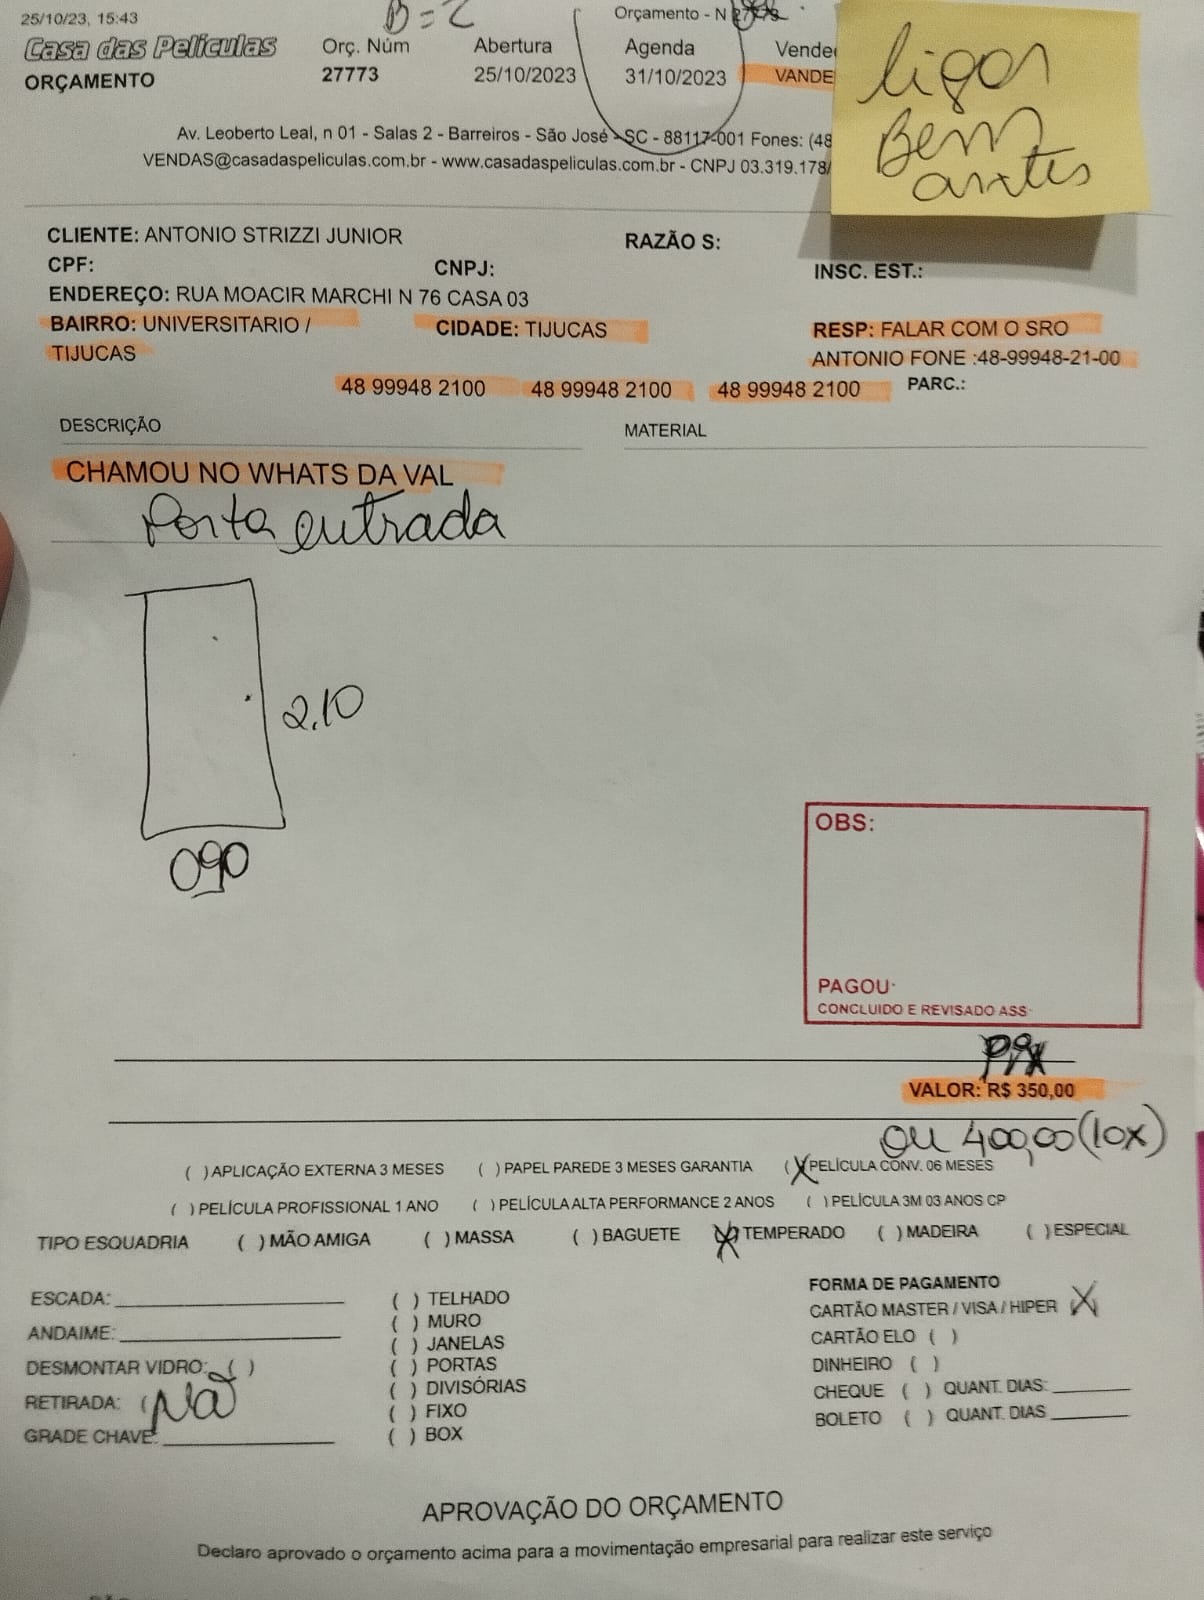 25/10/23, 15:43
B = 2
Orçamento - N 27773
Casa das Películas
ORÇAMENTO
Orç. Núm
27773
Abertura
25/10/2023
Agenda
31/10/2023
Vende
VANDE
ligar
Bem
antes
Av. Leoberto Leal, n 01 - Salas 2 - Barreiros - São José - SC - 88117-001 Fones: (48
VENDAS@casadaspeliculas.com.br - www.casadaspeliculas.com.br - CNPJ 03.319.178/
CLIENTE: ANTONIO STRIZZI JUNIOR
RAZÃO S:
CPF:
CNPJ:
INSC. EST.:
ENDEREÇO: RUA MOACIR MARCHI N 76 CASA 03
BAIRRO: UNIVERSITARIO /
TIJUCAS
CIDADE: TIJUCAS
RESP: FALAR COM O SRO
ANTONIO FONE :48-99948-21-00
48 99948 2100 48 99948 2100 48 99948 2100 PARC.:
DESCRIÇÃO
MATERIAL
CHAMOU NO WHATS DA VAL
Porta entrada
2,10
090
OBS:
PAGOU:
CONCLUIDO E REVISADO ASS:
PIX
VALOR: R$ 350,00
ou 400,00 (10x)
( ) APLICAÇÃO EXTERNA 3 MESES ( ) PAPEL PAREDE 3 MESES GARANTIA (X PELÍCULA CONV. 06 MESES
( ) PELÍCULA PROFISSIONAL 1 ANO ( ) PELÍCULA ALTA PERFORMANCE 2 ANOS ( ) PELÍCULA 3M 03 ANOS CP
TIPO ESQUADRIA ( ) MÃO AMIGA ( ) MASSA ( ) BAGUETE (X) TEMPERADO ( ) MADEIRA ( ) ESPECIAL
ESCADA:
ANDAIME:
DESMONTAR VIDRO: ( )
RETIRADA: ( Não
GRADE CHAVE:
( ) TELHADO
( ) MURO
( ) JANELAS
( ) PORTAS
( ) DIVISÓRIAS
( ) FIXO
( ) BOX
FORMA DE PAGAMENTO
CARTÃO MASTER / VISA / HIPER X
CARTÃO ELO ( )
DINHEIRO ( )
CHEQUE ( ) QUANT. DIAS:
BOLETO ( ) QUANT. DIAS
APROVAÇÃO DO ORÇAMENTO
Declaro aprovado o orçamento acima para a movimentação empresarial para realizar este serviço